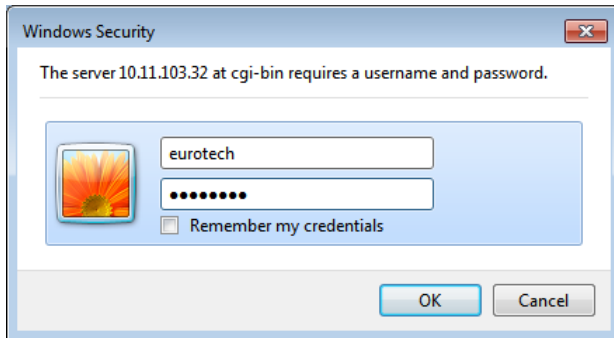 Windows Security
The server 10.11.103.32 at cgi-bin requires a username and password.
eurotech
●●●●●●●●
Remember my credentials
OK
Cancel